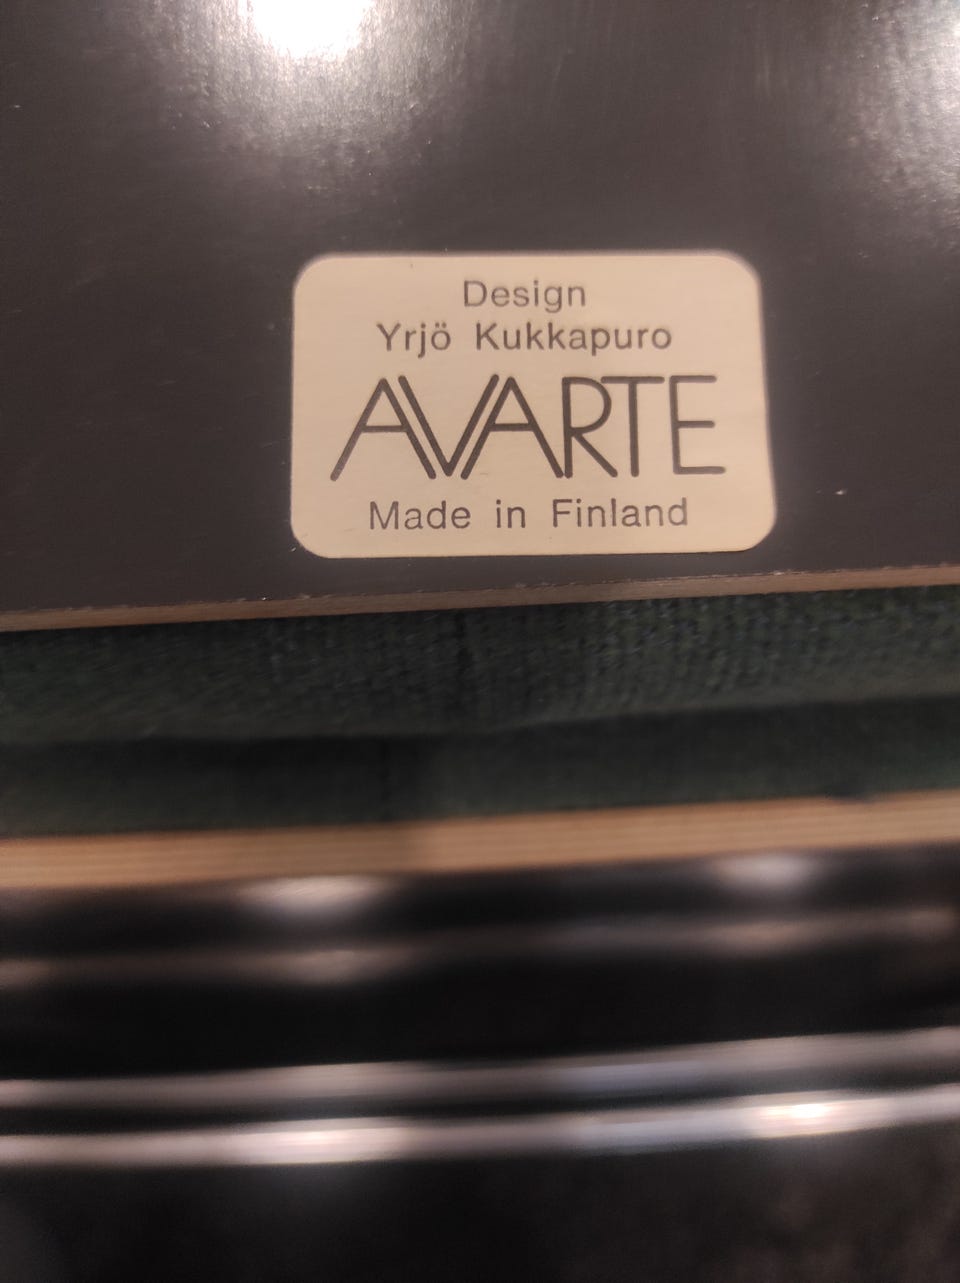 Design
Yrjö Kukkapuro
AVARTE
Made in Finland